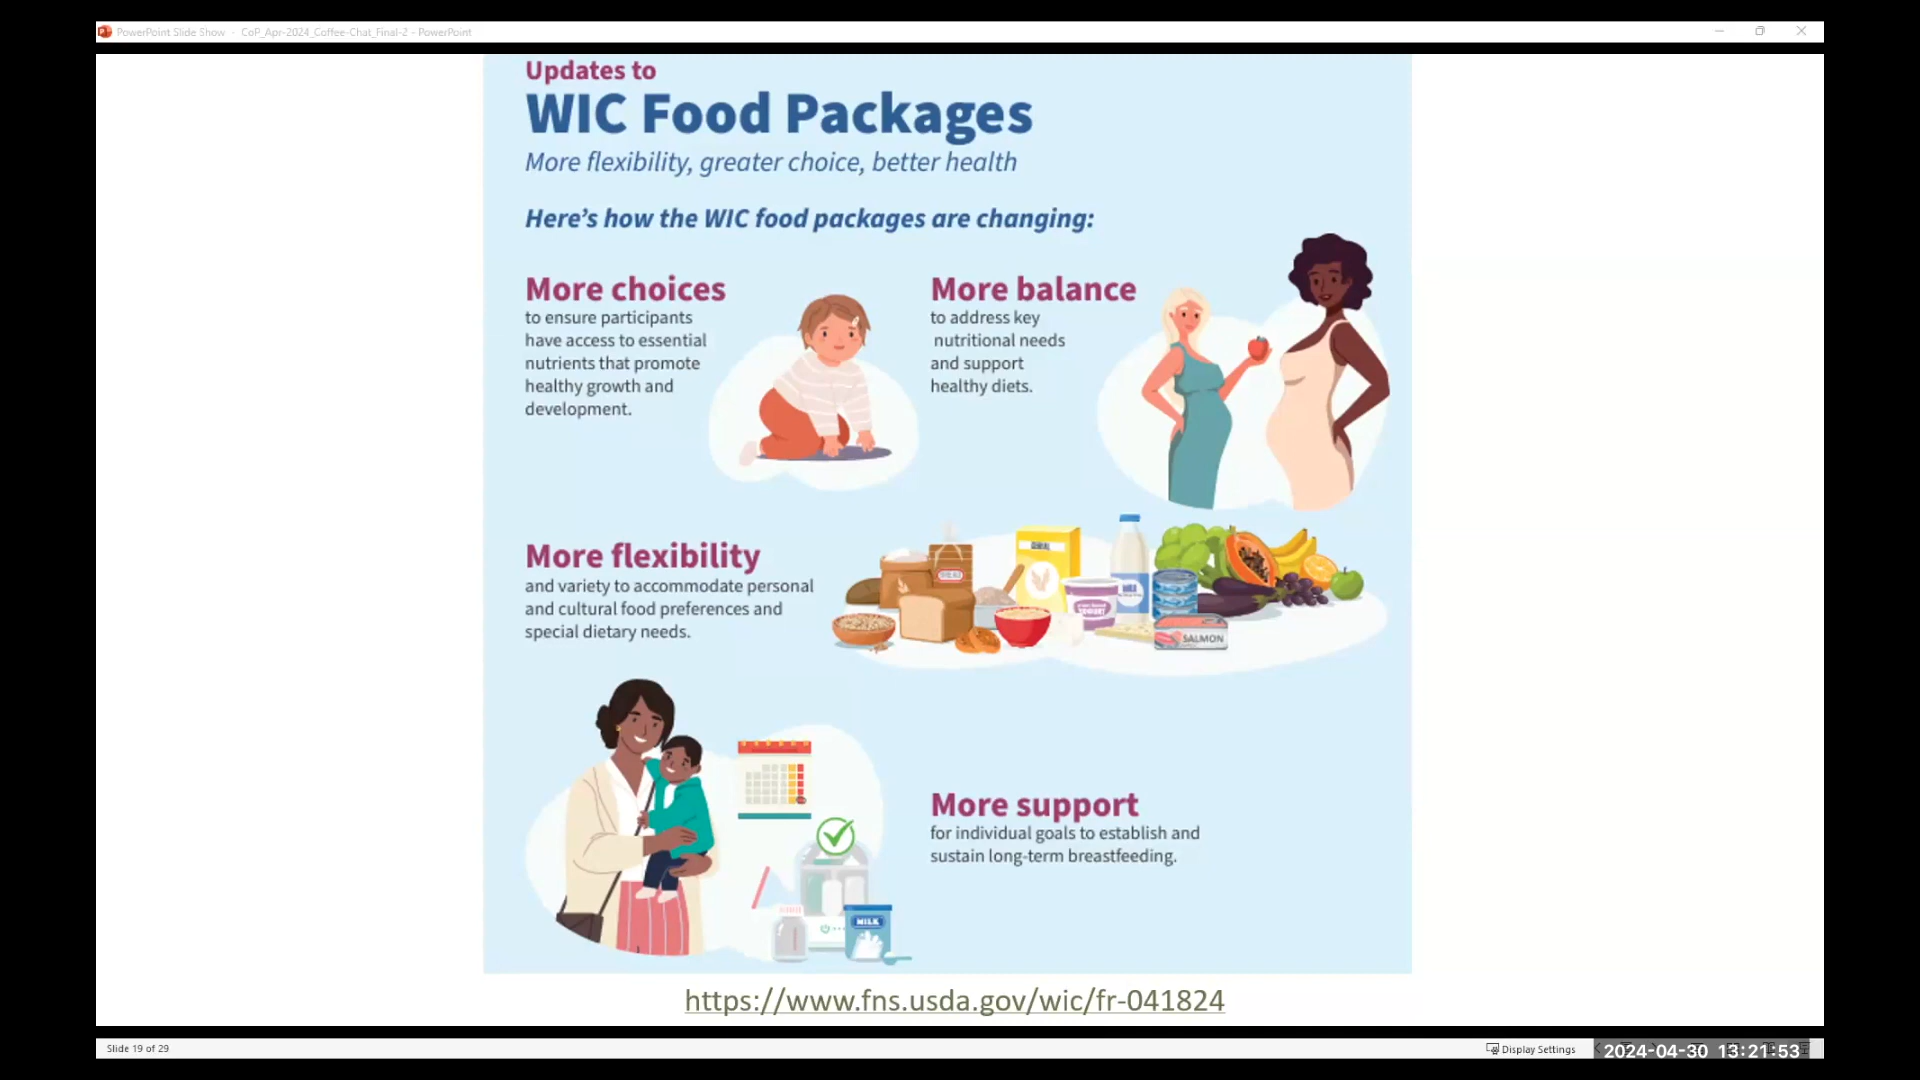 PowerPoint Slide Show - CoP_Apr-2024_Coffee-Chat_Final-2 - PowerPoint
Updates to
WIC Food Packages
More flexibility, greater choice, better health
Here's how the WIC food packages are changing:
More choices
to ensure participants
have access to essential
nutrients that promote
healthy growth and
development.
More balance
to address key
nutritional needs
and support
healthy diets.
More flexibility
and variety to accommodate personal
and cultural food preferences and
special dietary needs.
CEREAL
YOGURT
MILK
SALMON
MILK
More support
for individual goals to establish and
sustain long-term breastfeeding.
https://www.fns.usda.gov/wic/fr-041824
Slide 19 of 29
Display Settings
2024-04-30 13:21:53